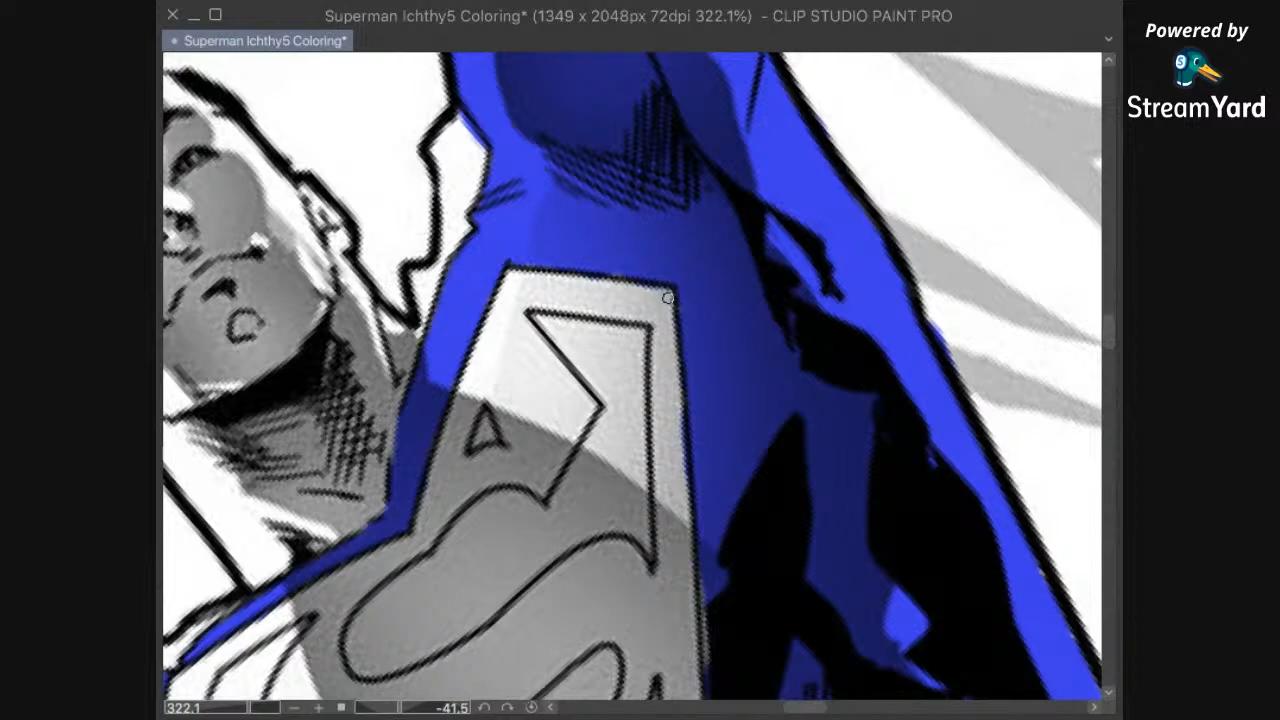 Superman Ichthy5 Coloring* (1349 x 2048px 72dpi 322.1%) - CLIP STUDIO PAINT PRO
Superman Ichthy5 Coloring*
Powered by
StreamYard
322.1
-41.5